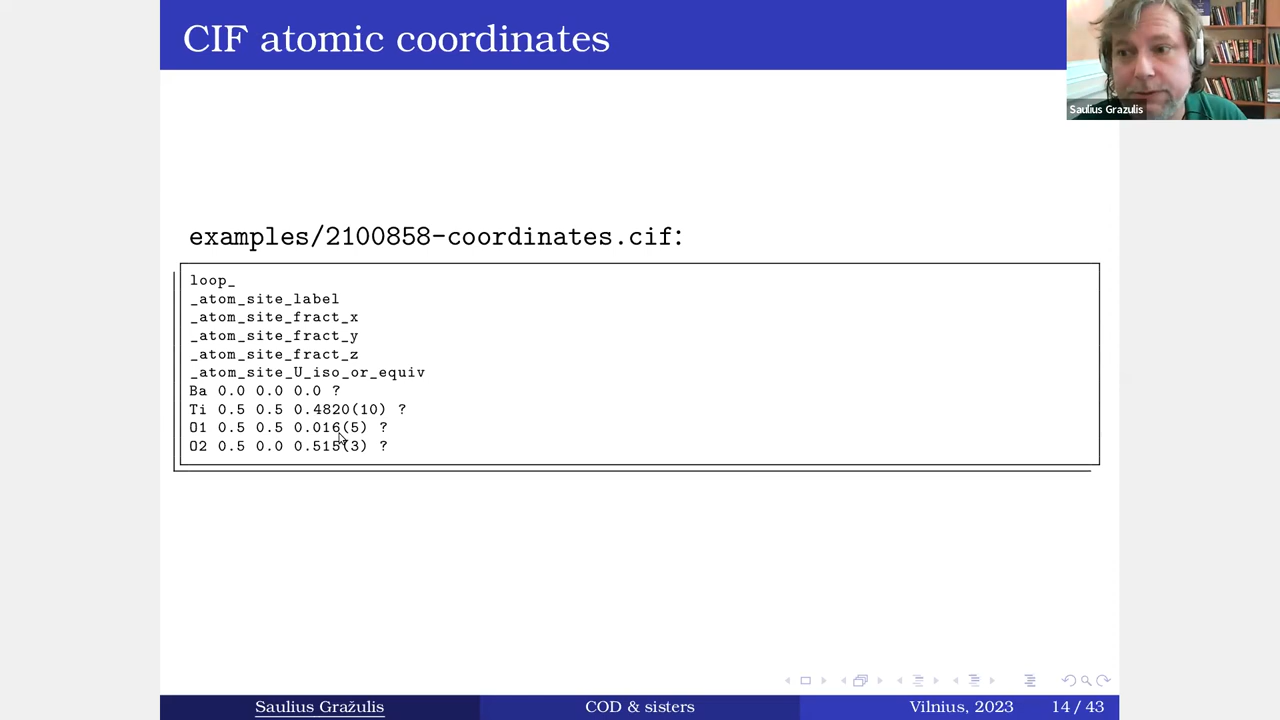 CIF atomic coordinates
Saulius Grazulis
examples/2100858-coordinates.cif:
loop_
_atom_site_label
_atom_site_fract_x
_atom_site_fract_y
_atom_site_fract_z
_atom_site_U_iso_or_equiv
Ba 0.0 0.0 0.0 ?
Ti 0.5 0.5 0.4820(10) ?
O1 0.5 0.5 0.016(5) ?
O2 0.5 0.0 0.515(3) ?
Saulius Gražulis COD & sisters Vilnius, 2023 14 / 43